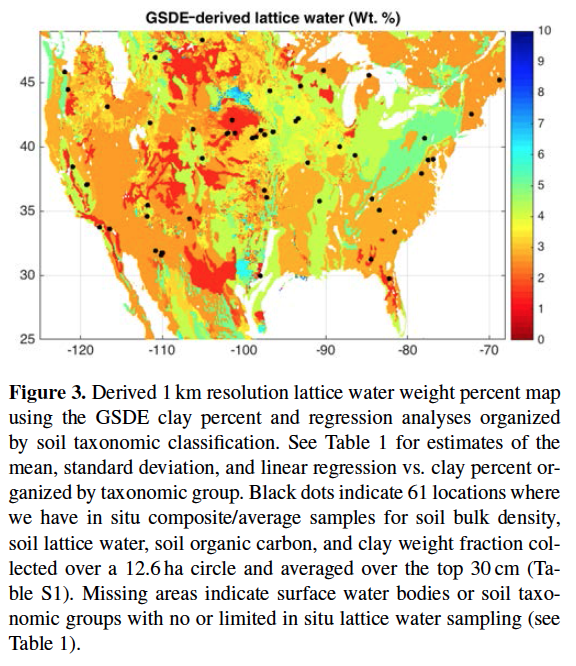 GSDE-derived lattice water (Wt. %)
45
40
35
30
25
-120
-110
-100
-90
-80
-70
10
9
8
7
6
5
4
3
2
1
0
Figure 3. Derived 1 km resolution lattice water weight percent map
using the GSDE clay percent and regression analyses organized
by soil taxonomic classification. See Table 1 for estimates of the
mean, standard deviation, and linear regression vs. clay percent or-
ganized by taxonomic group. Black dots indicate 61 locations where
we have in situ composite/average samples for soil bulk density,
soil lattice water, soil organic carbon, and clay weight fraction col-
lected over a 12.6 ha circle and averaged over the top 30 cm (Ta-
ble S1). Missing areas indicate surface water bodies or soil taxo-
nomic groups with no or limited in situ lattice water sampling (see
Table 1).